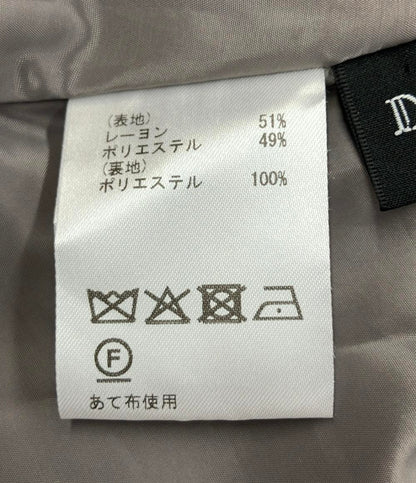 （表地）
レーヨン 51%
ポリエステル 49%
（裏地）
ポリエステル 100%
F
あて布使用
D